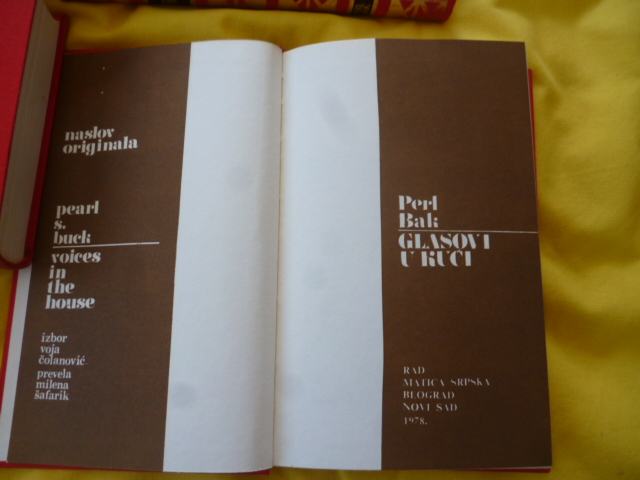 naslov
originala
pearl
s.
buck
voices
in
the
house
izbor
voja
čolanović
prevela
milena
šafarik
Perl
Bak
GLASOVI
U KUĆI
RAD
MATICA SRPSKA
BEOGRAD
NOVI SAD
1978.